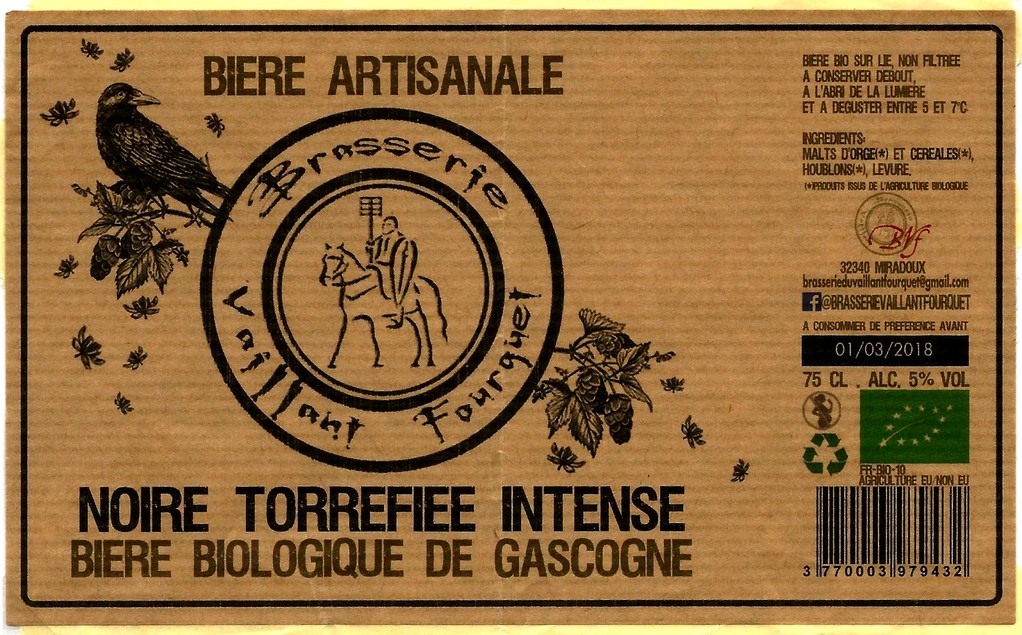 BIERE ARTISANALE
Brasserie
Vaillant Fourquet
NOIRE TORREFIEE INTENSE
BIERE BIOLOGIQUE DE GASCOGNE
BIERE BIO SUR LIE, NON FILTREE
A CONSERVER DEBOUT,
A L'ABRI DE LA LUMIERE
ET A DEGUSTER ENTRE 5 ET 7°C
INGREDIENTS:
MALTS D'ORGE(*) ET CEREALES(*),
HOUBLONS(*), LEVURE.
(*)PRODUITS ISSUS DE L'AGRICULTURE BIOLOGIQUE
BVf
32340 MIRADOUX
brasserieduvaillantfourquet@gmail.com
f@BRASSERIEVAILLANTFOURQUET
A CONSOMMER DE PREFERENCE AVANT
01/03/2018
75 CL . ALC. 5% VOL
FR-BIO-10
AGRICULTURE EU/NON EU
3 770003 979432